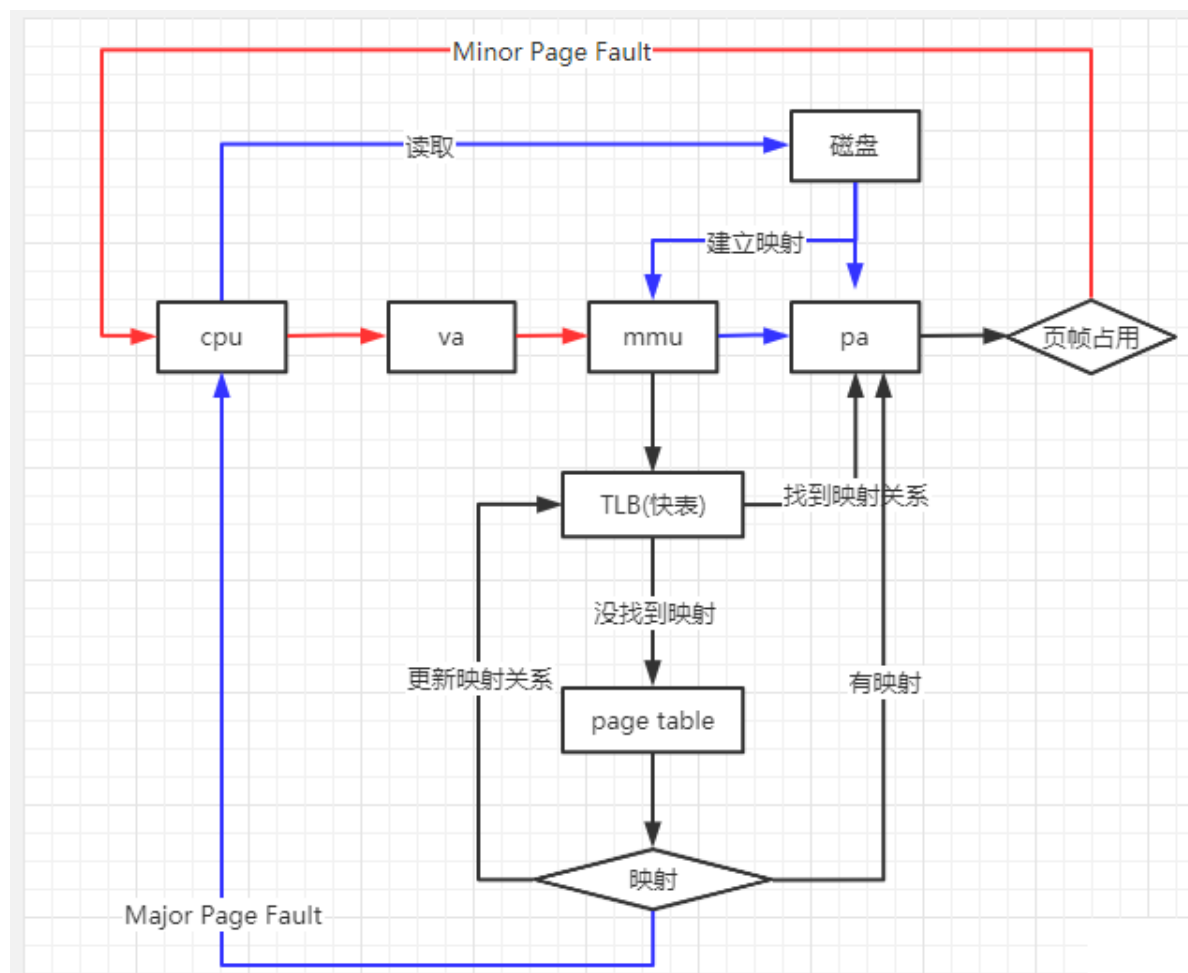 Minor Page Fault
读取
磁盘
建立映射
cpu
va
mmu
pa
页帧占用
TLB(快表)
找到映射关系
没找到映射
更新映射关系
有映射
page table
映射
Major Page Fault